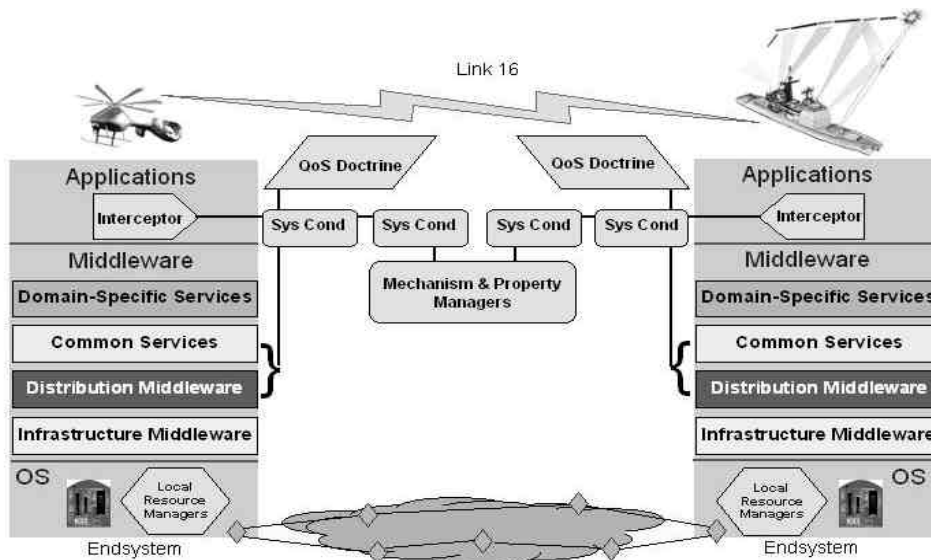 Link 16
QoS Doctrine
QoS Doctrine
Applications
Interceptor
Sys Cond
Sys Cond
Sys Cond
Sys Cond
Applications
Interceptor
Mechanism & Property
Managers
Middleware
Domain-Specific Services
Common Services
Distribution Middleware
Infrastructure Middleware
Middleware
Domain-Specific Services
Common Services
Distribution Middleware
Infrastructure Middleware
OS
Local
Resource
Managers
Endsystem
Local
Resource
Managers
OS
Endsystem